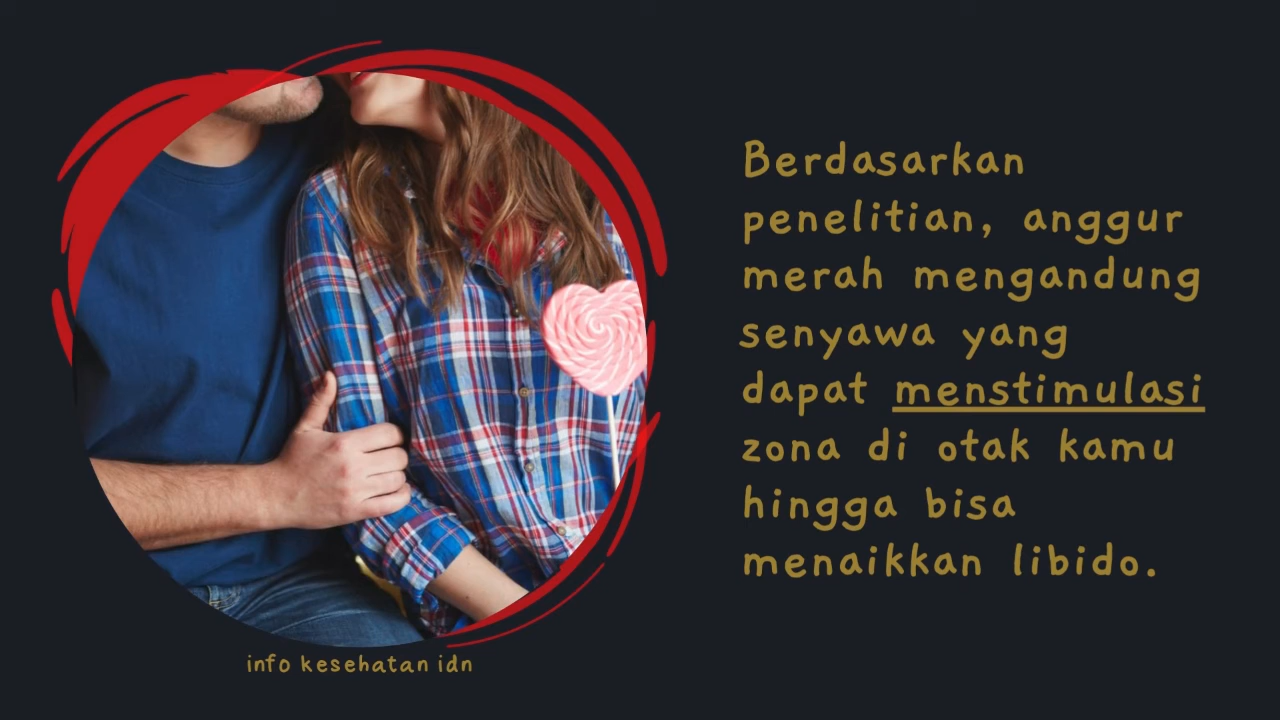 Berdasarkan
penelitian, anggur
merah mengandung
senyawa yang
dapat menstimulasi
zona di otak kamu
hingga bisa
menaikkan libido.
info kesehatan idn